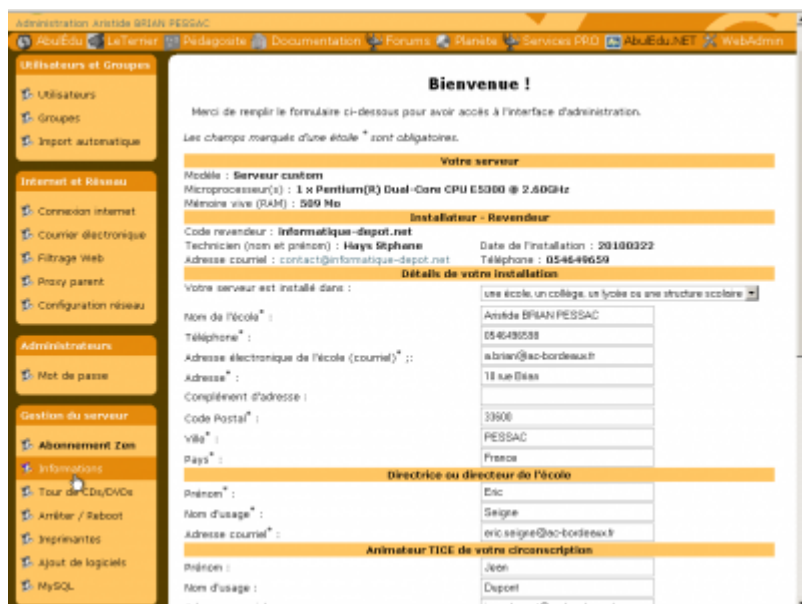 Administration Aristide BRIAN PESSAC
AbulÉdu LeTerrier Pédagosite Documentation Forums Planète Services PRO AbulEdu.NET WebAdmin
Utilisateurs et Groupes
Utilisateurs
Groupes
Import automatique
Internet et Réseau
Connexion internet
Courrier électronique
Filtrage Web
Proxy parent
Configuration réseau
Administrateurs
Mot de passe
Gestion du serveur
Abonnement Zen
Informations
Tour de CDs/DVDs
Arrêter / Reboot
Imprimantes
Ajout de logiciels
MySQL
Bienvenue !
Merci de remplir le formulaire ci-dessous pour avoir accès à l'interface d'administration.
Les champs marqués d'une étoile * sont obligatoires.
Votre serveur
Modèle : Serveur custom
Microprocesseur(s) : 1 x Pentium(R) Dual-Core CPU E5300 @ 2.60GHz
Mémoire vive (RAM) : 509 Mo
Installateur - Revendeur
Code revendeur : informatique-depot.net
Technicien (nom et prénom) : Hays Stphane Date de l'installation : 20100322
Adresse courriel : contact@informatique-depot.net Téléphone : 054649659
Détails de votre installation
Votre serveur est installé dans : une école, un collège, un lycée ou une structure scolaire
Nom de l'école* : Aristide BRIAN PESSAC
Téléphone* : 0546496598
Adresse électronique de l'école (courriel)* ;: a.brian@ac-bordeaux.fr
Adresse* : 18 rue Brian
Complément d'adresse :
Code Postal* : 33600
Ville* : PESSAC
Pays* : France
Directrice ou directeur de l'école
Prénom* : Eric
Nom d'usage* : Seigne
Adresse courriel* : eric.seigne@ac-bordeaux.fr
Animateur TICE de votre circonscription
Prénom : Jean
Nom d'usage : Dupont